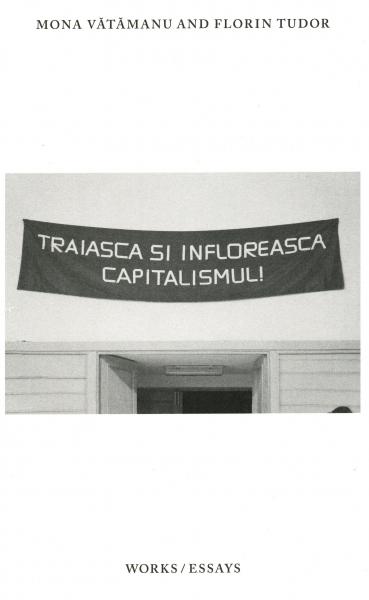 MONA VĂTĂMANU AND FLORIN TUDOR
TRAIASCA SI INFLOREASCA
CAPITALISMUL!
WORKS / ESSAYS